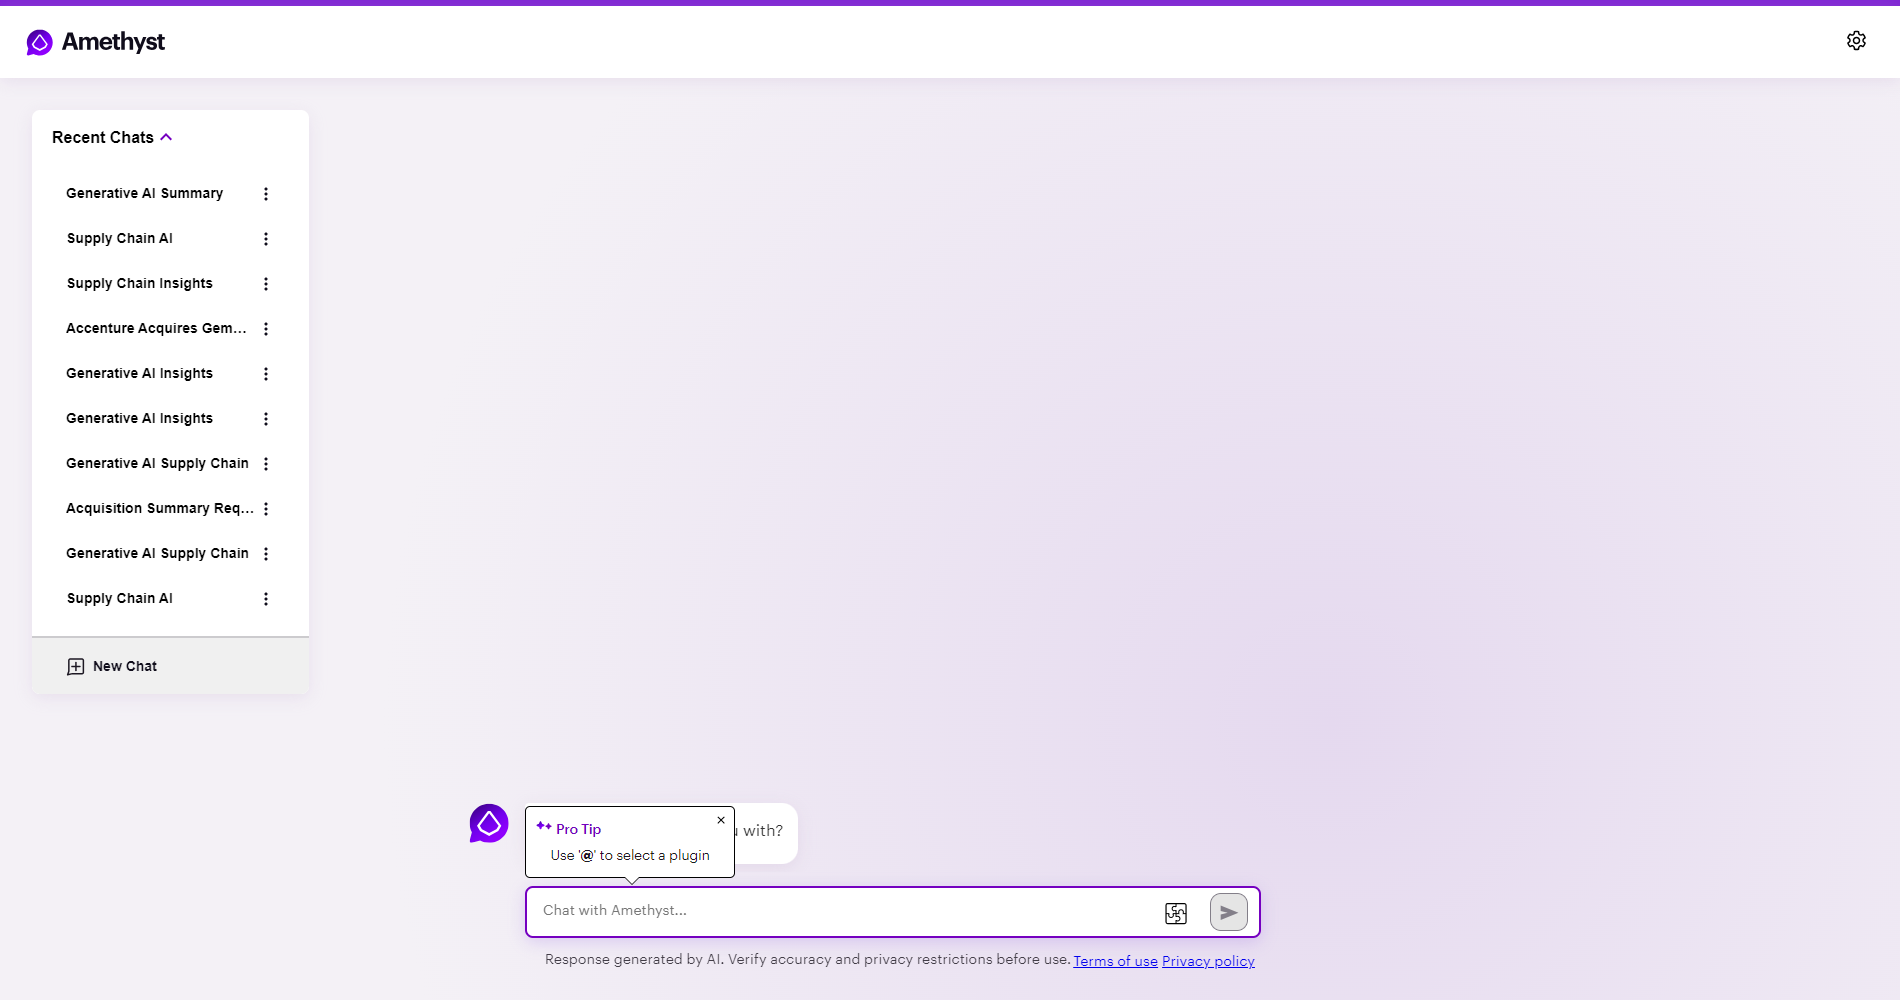 Amethyst
Recent Chats
Generative AI Summary
Supply Chain AI
Supply Chain Insights
Accenture Acquires Gem...
Generative AI Insights
Generative AI Insights
Generative AI Supply Chain
Acquisition Summary Req...
Generative AI Supply Chain
Supply Chain AI
New Chat
Pro Tip
with?
Use '@' to select a plugin
Chat with Amethyst...
Response generated by AI. Verify accuracy and privacy restrictions before use. Terms of use Privacy policy